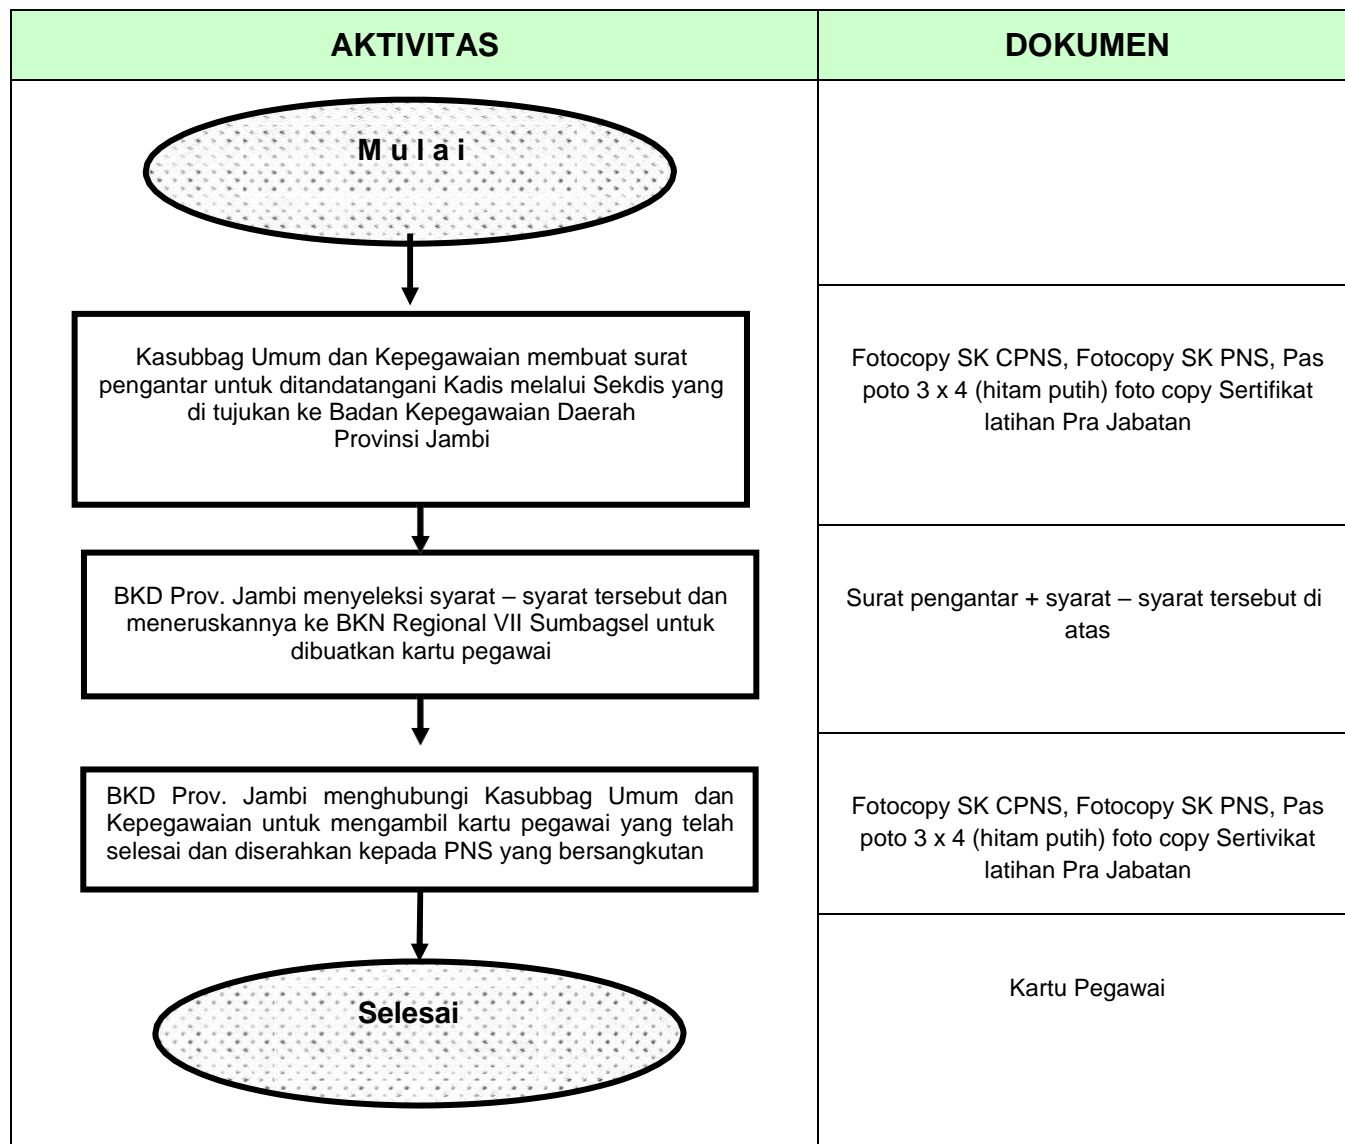 AKTIVITAS
DOKUMEN
M u l a i
Kasubbag Umum dan Kepegawaian membuat surat
pengantar untuk ditandatangani Kadis melalui Sekdis yang
di tujukan ke Badan Kepegawaian Daerah
Provinsi Jambi
Fotocopy SK CPNS, Fotocopy SK PNS, Pas
poto 3 x 4 (hitam putih) foto copy Sertifikat
latihan Pra Jabatan
BKD Prov. Jambi menyeleksi syarat – syarat tersebut dan
meneruskannya ke BKN Regional VII Sumbagsel untuk
dibuatkan kartu pegawai
Surat pengantar + syarat – syarat tersebut di
atas
BKD Prov. Jambi menghubungi Kasubbag Umum dan
Kepegawaian untuk mengambil kartu pegawai yang telah
selesai dan diserahkan kepada PNS yang bersangkutan
Fotocopy SK CPNS, Fotocopy SK PNS, Pas
poto 3 x 4 (hitam putih) foto copy Sertivikat
latihan Pra Jabatan
Selesai
Kartu Pegawai